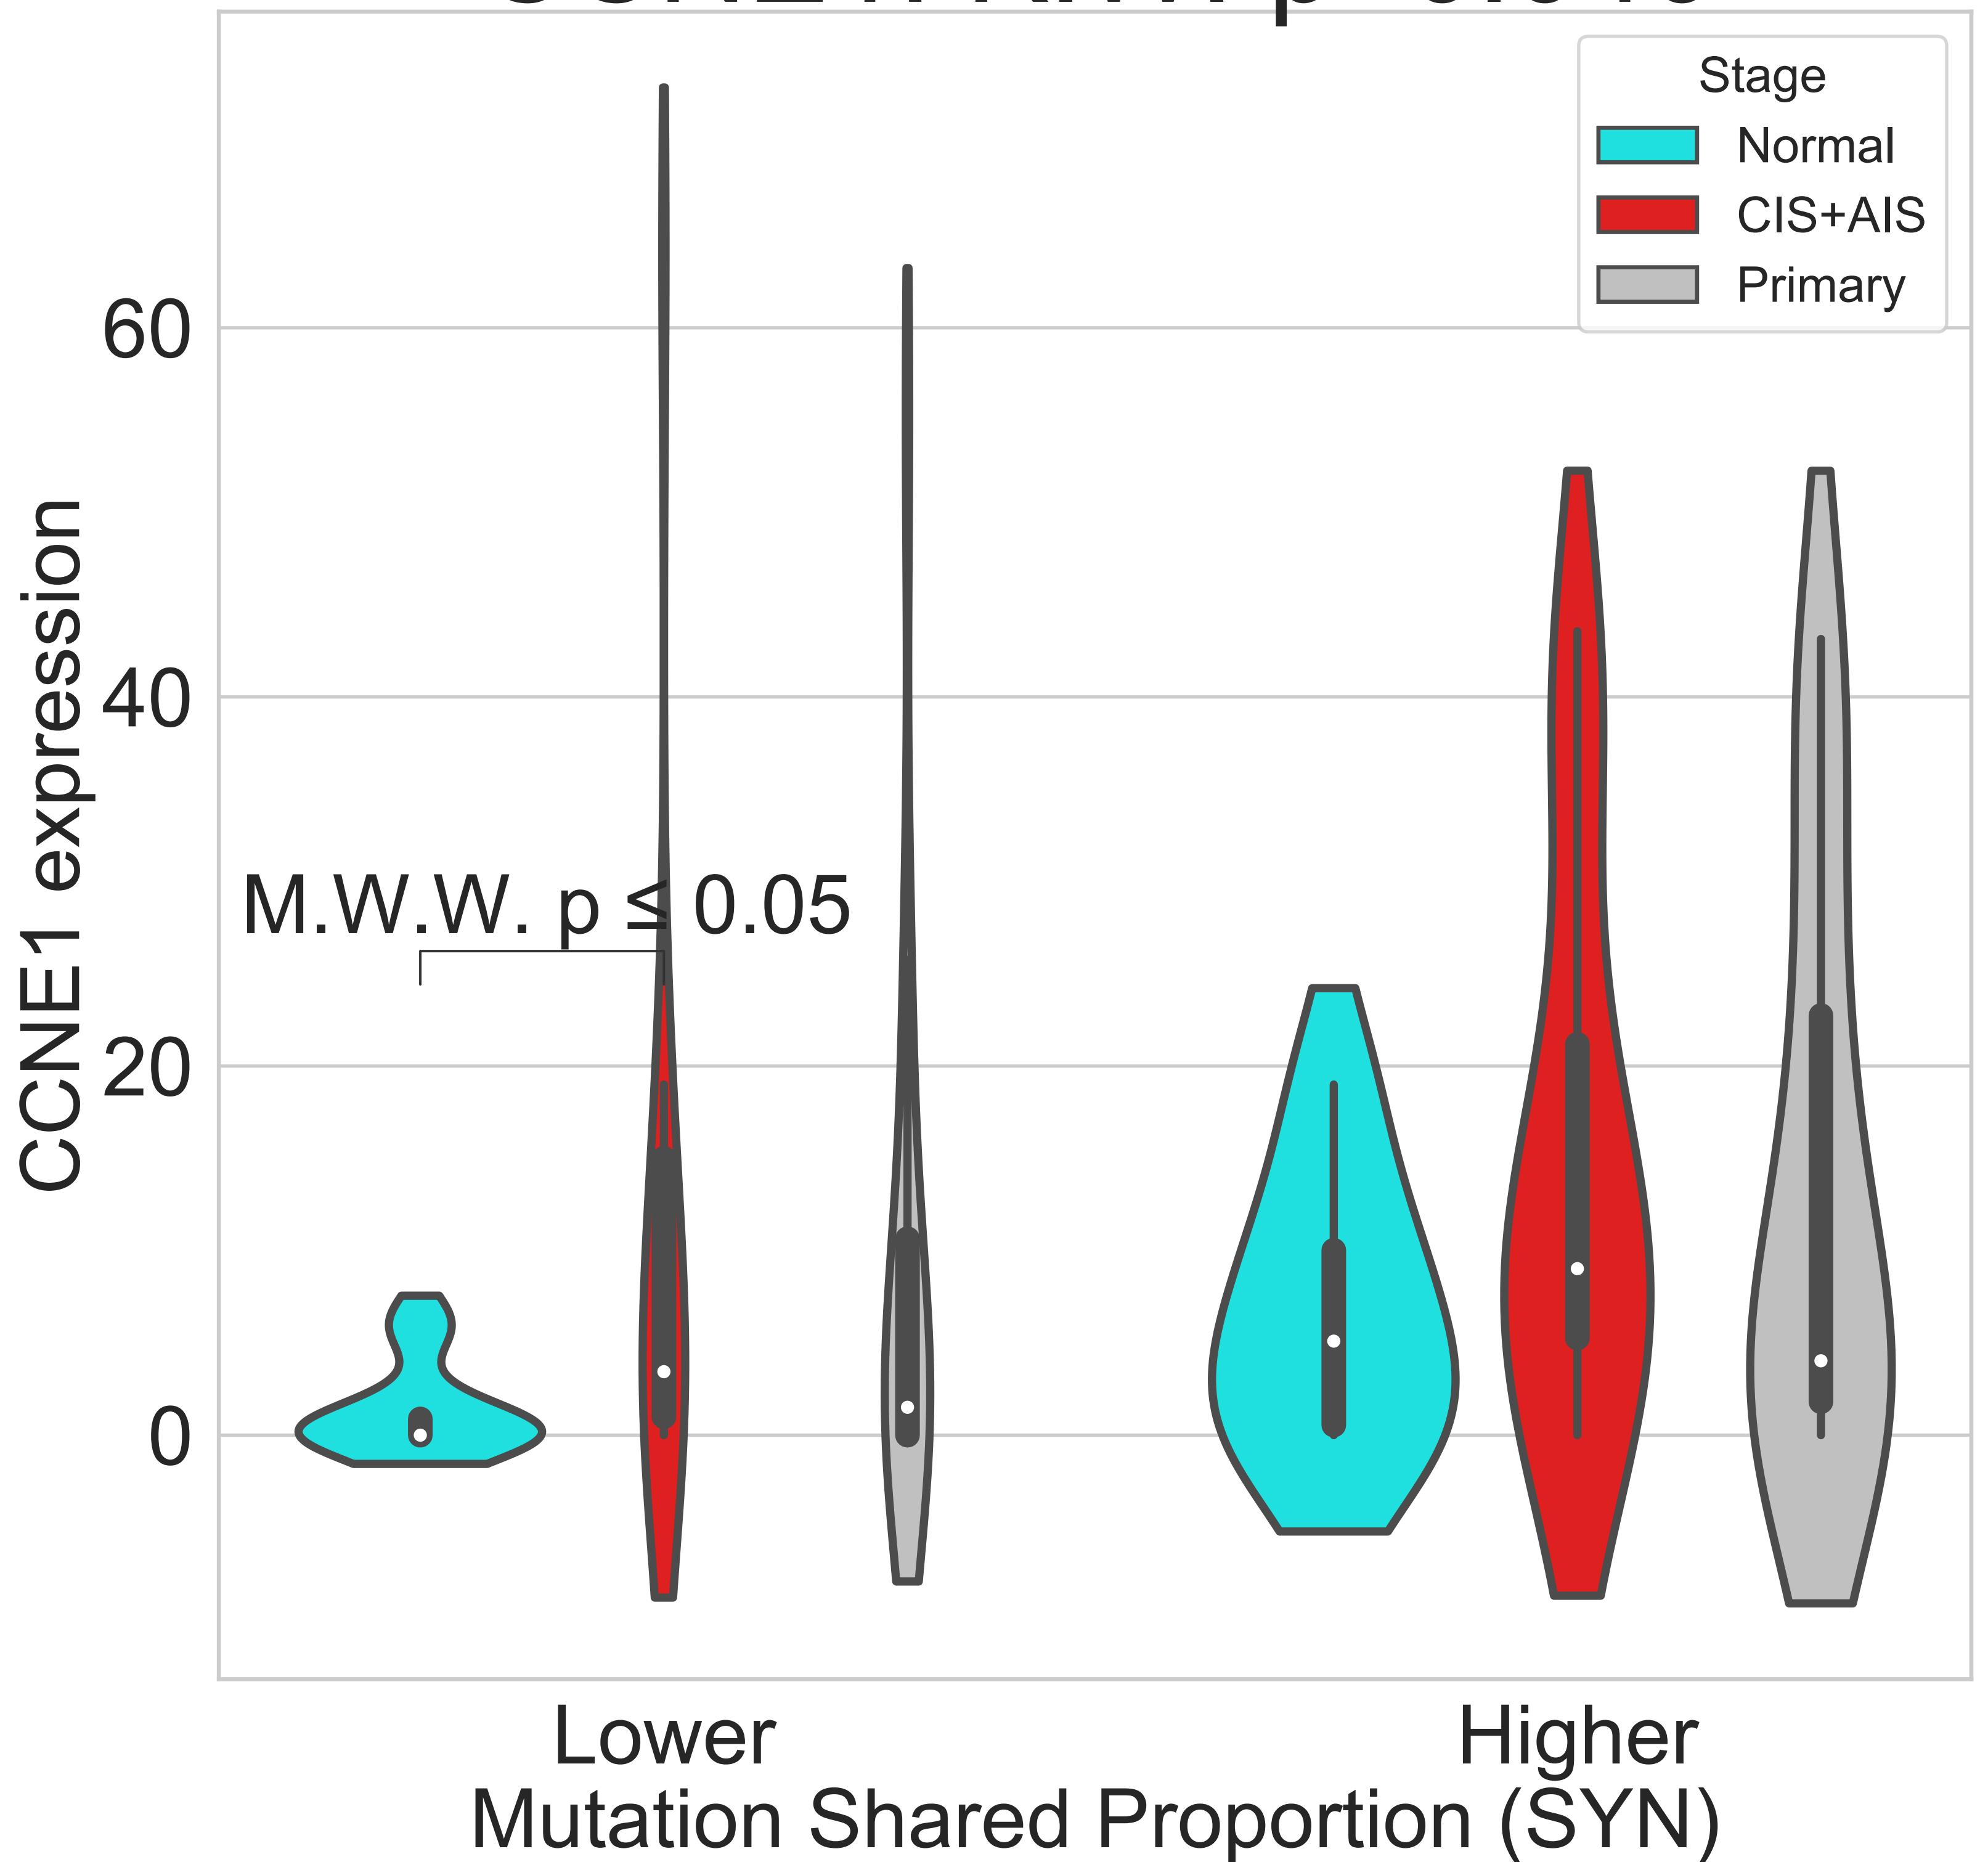 Stage
Normal
CIS+AIS
Primary
60
40
20
0
CCNE1 expression
M.W.W. p ≤ 0.05
Lower
Higher
Mutation Shared Proportion (SYN)